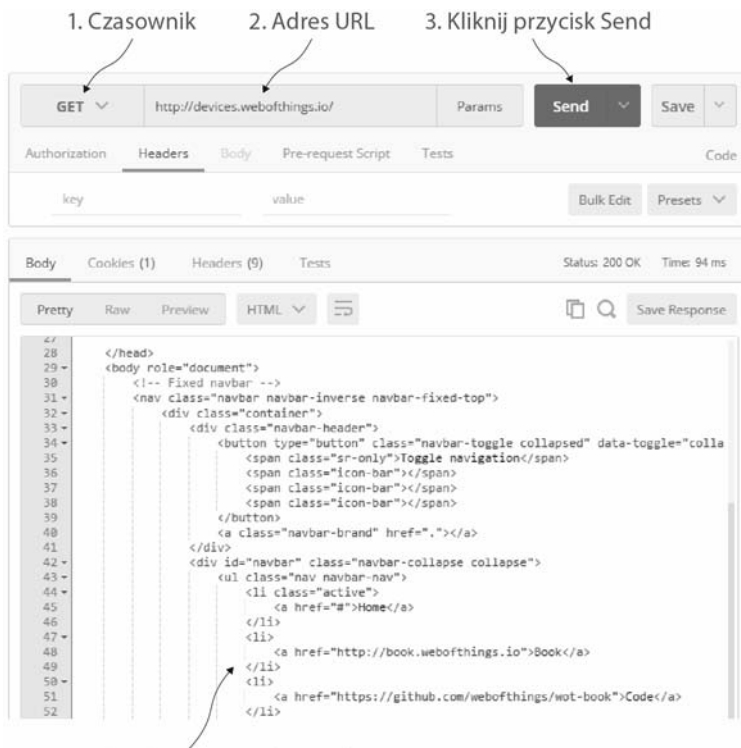 1. Czasownik 2. Adres URL 3. Kliknij przycisk Send
GET http://devices.webofthings.io/ Params Send Save
Authorization Headers Body Pre-request Script Tests Code
key value Bulk Edit Presets
Body Cookies (1) Headers (9) Tests Status: 200 OK Time: 94 ms
Pretty Raw Preview HTML Save Response
27
28 </head>
29 <body role="document">
30 <!-- Fixed navbar -->
31 <nav class="navbar navbar-inverse navbar-fixed-top">
32 <div class="container">
33 <div class="navbar-header">
34 <button type="button" class="navbar-toggle collapsed" data-toggle="colla
35 <span class="sr-only">Toggle navigation</span>
36 <span class="icon-bar"></span>
37 <span class="icon-bar"></span>
38 <span class="icon-bar"></span>
39 </button>
40 <a class="navbar-brand" href="."></a>
41 </div>
42 <div id="navbar" class="navbar-collapse collapse">
43 <ul class="nav navbar-nav">
44 <li class="active">
45 <a href="#">Home</a>
46 </li>
47 <li>
48 <a href="http://book.webofthings.io">Book</a>
49 </li>
50 <li>
51 <a href="https://github.com/webofthings/wot-book">Code</a>
52 </li>